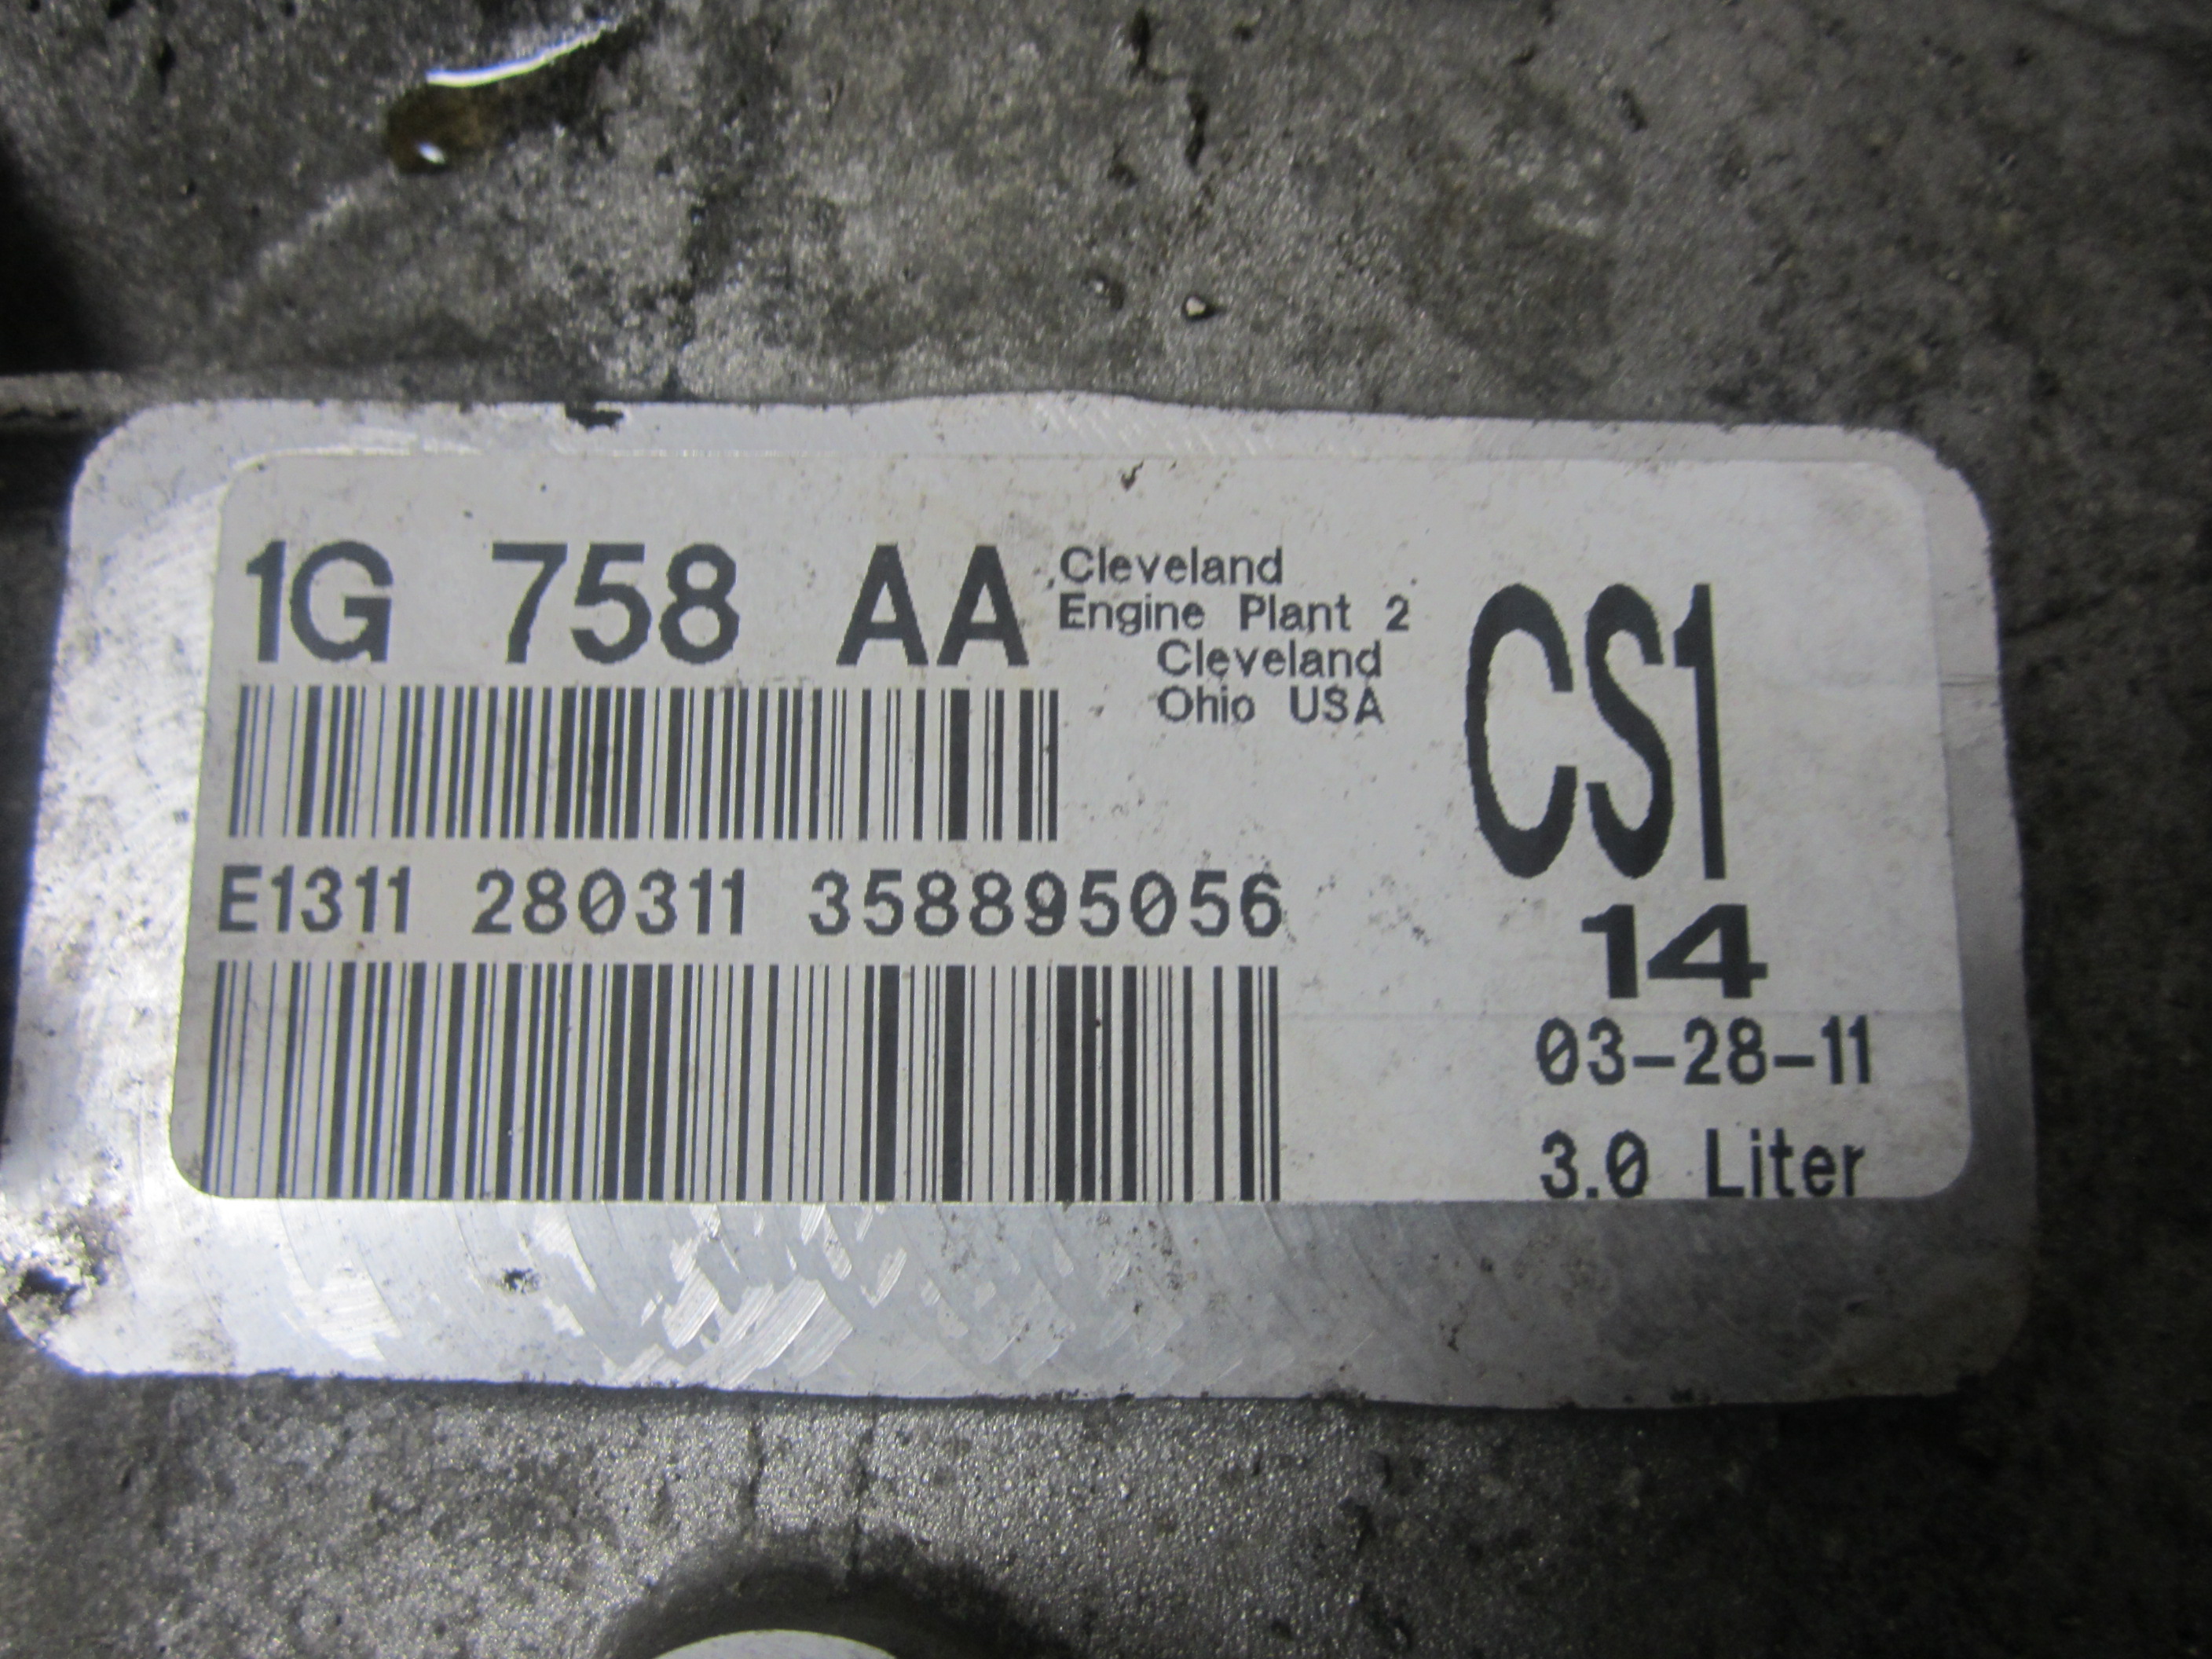 1G 758 AA
Cleveland
Engine Plant 2
Cleveland
Ohio USA
CS1
E1311 280311 358895056
14
03-28-11
3.0 Liter